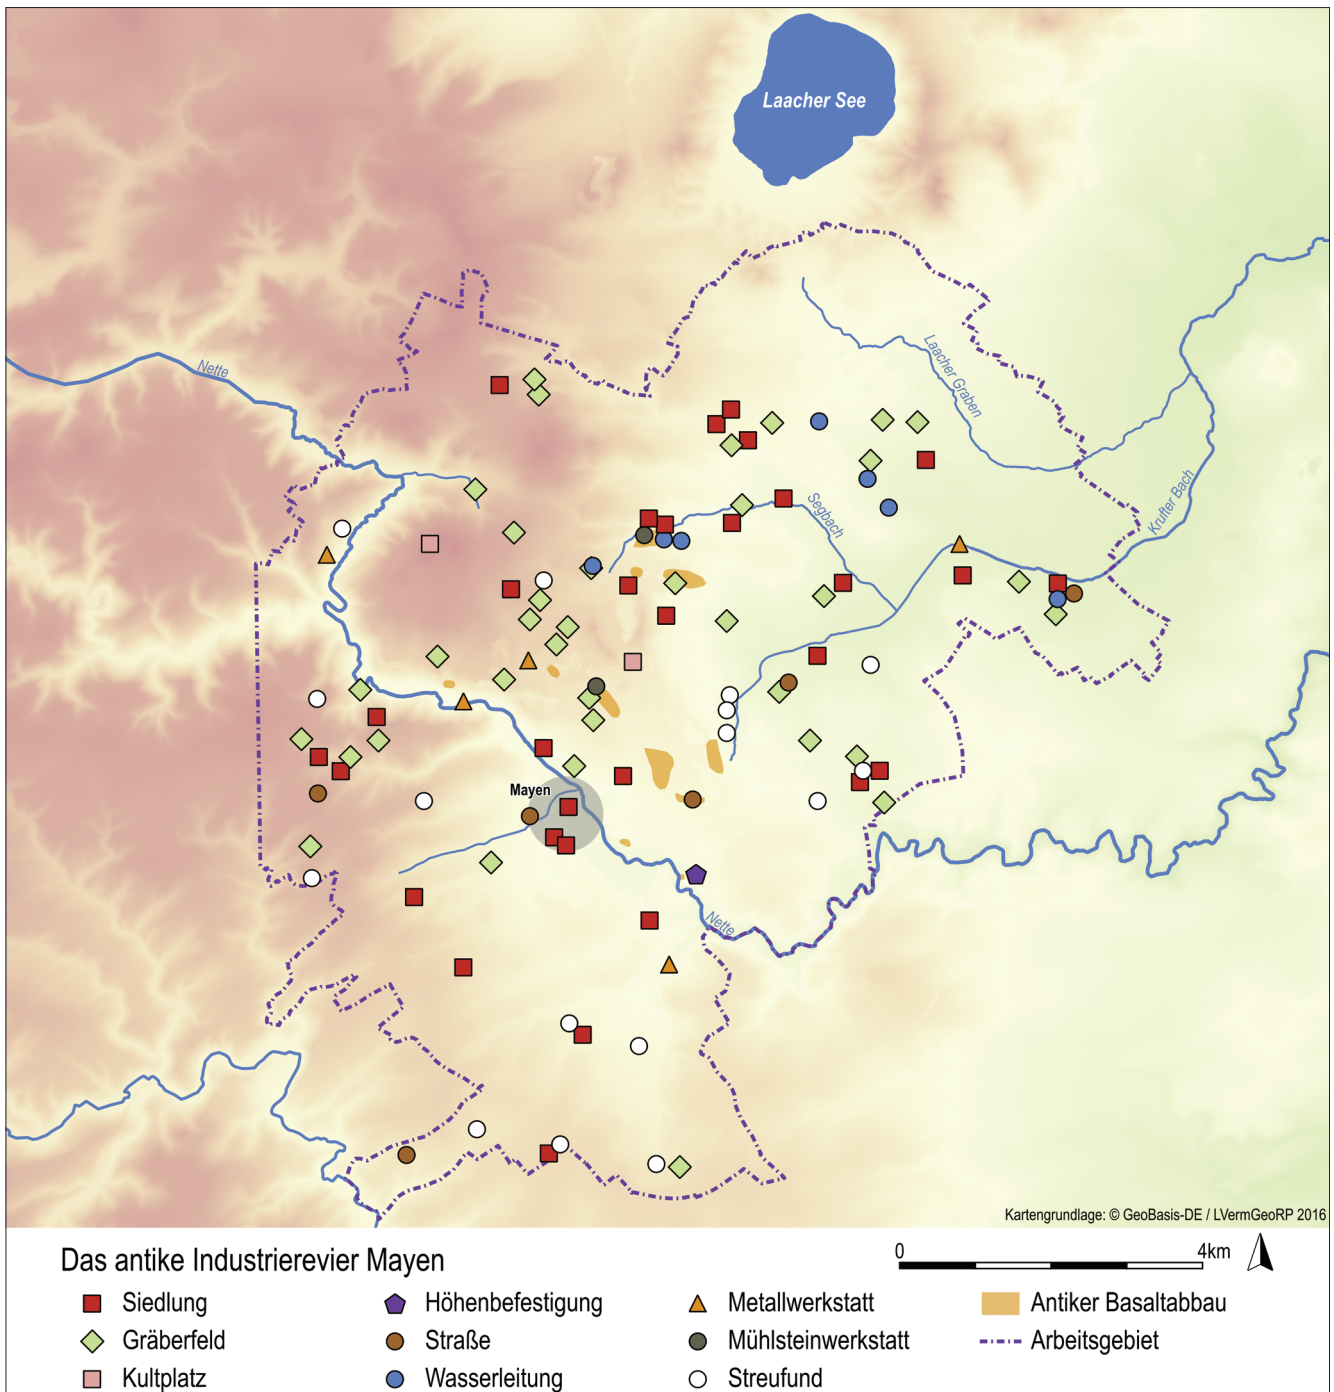 Laacher See
Nette
Laacher Graben
Segbach
Krufter Bach
Mayen
Nette
Kartengrundlage: © GeoBasis-DE / LVermGeoRP 2016
Das antike Industrierevier Mayen
0 4km
Siedlung
Höhenbefestigung
Metallwerkstatt
Antiker Basaltabbau
Gräberfeld
Straße
Mühlsteinwerkstatt
Arbeitsgebiet
Kultplatz
Wasserleitung
Streufund